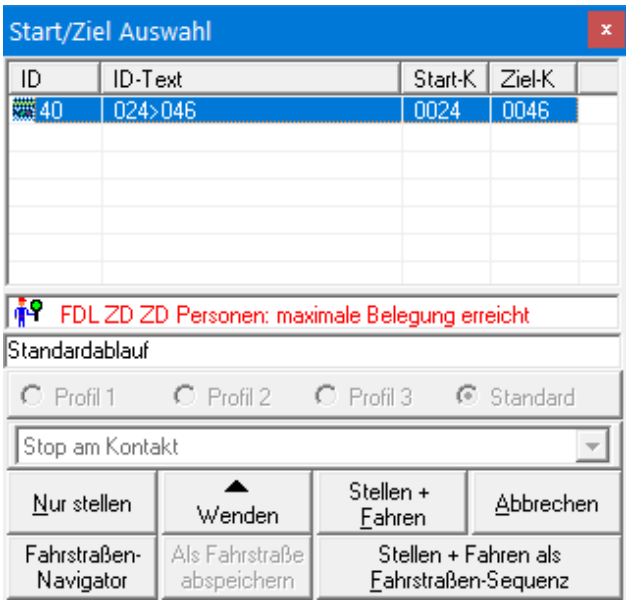 Start/Ziel Auswahl x
ID ID-Text Start-K Ziel-K
40 024>046 0024 0046
FDL ZD ZD Personen: maximale Belegung erreicht
Standardablauf
Profil 1 Profil 2 Profil 3 Standard
Stop am Kontakt
Nur stellen
Wenden
Stellen +
Fahren
Abbrechen
Fahrstraßen-
Navigator
Als Fahrstraße
abspeichern
Stellen + Fahren als
Fahrstraßen-Sequenz